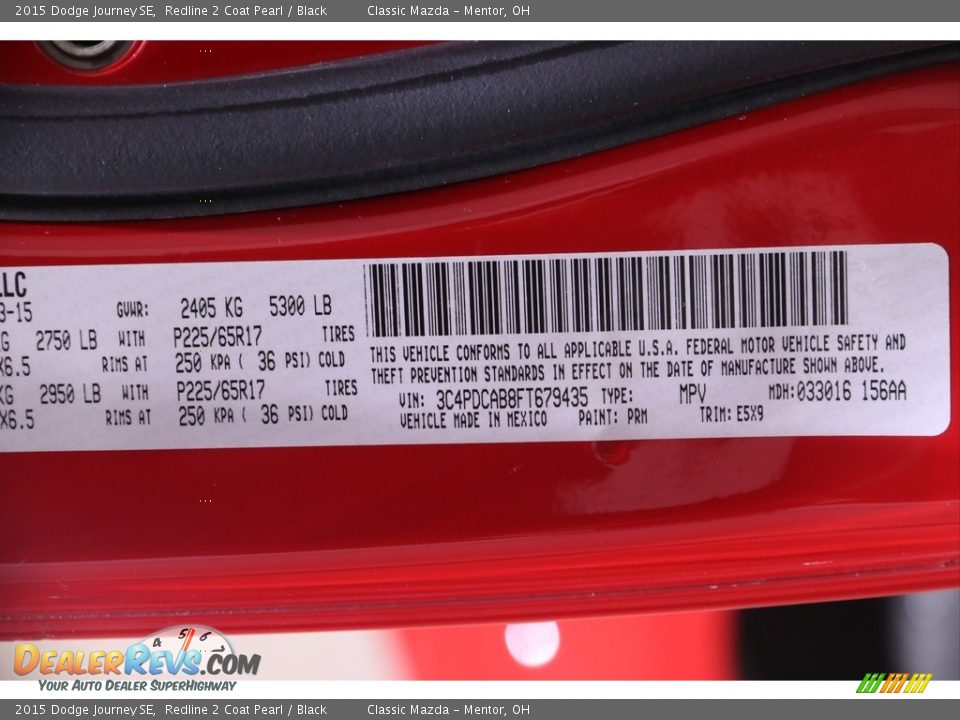 2015 Dodge Journey SE, Redline 2 Coat Pearl / Black Classic Mazda - Mentor, OH
LLC
3-15 GVWR: 2405 KG 5300 LB
KG 2750 LB WITH P225/65R17 TIRES
X6.5 RIMS AT 250 KPA ( 36 PSI) COLD
KG 2950 LB WITH P225/65R17 TIRES
X6.5 RIMS AT 250 KPA ( 36 PSI) COLD
THIS VEHICLE CONFORMS TO ALL APPLICABLE U.S.A. FEDERAL MOTOR VEHICLE SAFETY AND
THEFT PREVENTION STANDARDS IN EFFECT ON THE DATE OF MANUFACTURE SHOWN ABOVE.
VIN: 3C4PDCAB8FT679435 TYPE: MPV MDH:033016 156AA
VEHICLE MADE IN MEXICO PAINT: PRM TRIM: E5X9
4 5 6
DealerRevs.com
Your Auto Dealer SuperHighway
2015 Dodge Journey SE, Redline 2 Coat Pearl / Black Classic Mazda - Mentor, OH